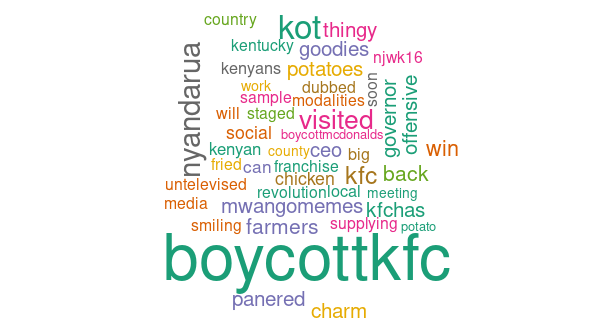 country
kot thingy
kentucky goodies
njwk16
kenyans potatoes
nyandarua
work dubbed soon
sample modalities
governor
offensive
will staged visited
social boycottmcdonalds
kenyan county ceo big win
fried can franchise
chicken kfc back
untelevised
revolution local meeting
media mwangomemes kfchas
smiling farmers supplying potato
boycottkfc
panered
charm